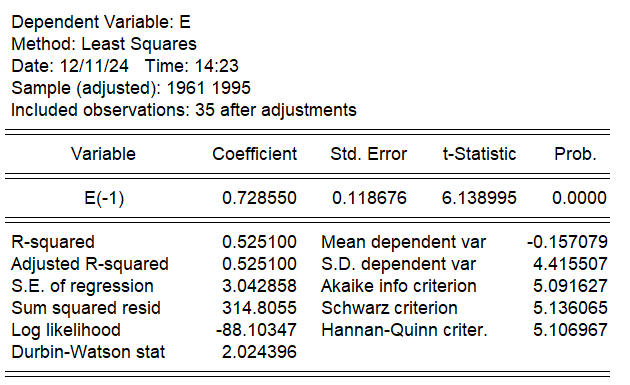 Dependent Variable: E
Method: Least Squares
Date: 12/11/24 Time: 14:23
Sample (adjusted): 1961 1995
Included observations: 35 after adjustments
Variable Coefficient Std. Error t-Statistic Prob.
E(-1) 0.728550 0.118676 6.138995 0.0000
R-squared 0.525100 Mean dependent var -0.157079
Adjusted R-squared 0.525100 S.D. dependent var 4.415507
S.E. of regression 3.042858 Akaike info criterion 5.091627
Sum squared resid 314.8055 Schwarz criterion 5.136065
Log likelihood -88.10347 Hannan-Quinn criter. 5.106967
Durbin-Watson stat 2.024396